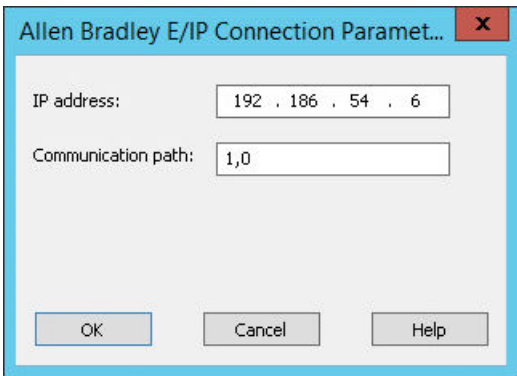 Allen Bradley E/IP Connection Paramet... x
IP address: 192 . 186 . 54 . 6
Communication path: 1,0
OK Cancel Help